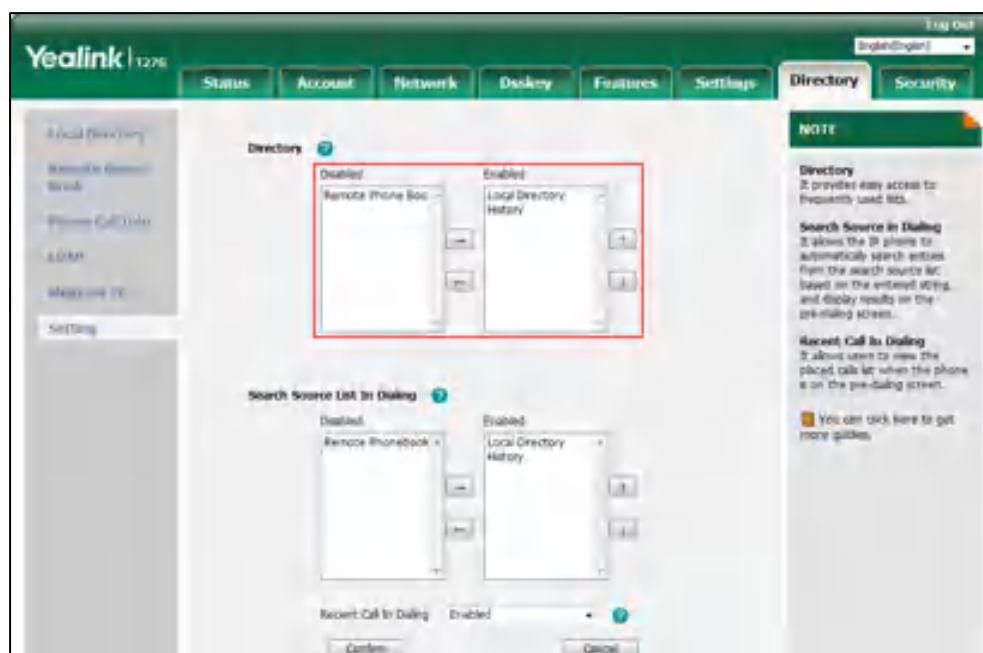 Log Out
English(English)
Yealink T27G
Status Account Network Dsskey Features Settings Directory Security
Local Directory
Remote Phone Book
Phone Call Info
LDAP
Multicast IP
Setting
Directory
Disabled
Enabled
Remote Phone Boo
Local Directory
History
Search Source List In Dialing
Disabled
Enabled
Remote Phonebook
Local Directory
History
Recent Call In Dialing Enabled
Confirm Cancel
NOTE
Directory
It provides easy access to
frequently used lists.
Search Source in Dialing
It allows the IP phone to
automatically search entries
from the search source list
based on the entered string,
and display results on the
pre-dialing screen.
Recent Call In Dialing
It allows users to view the
placed calls list when the phone
is on the pre-dialing screen.
You can click here to get
more guides.